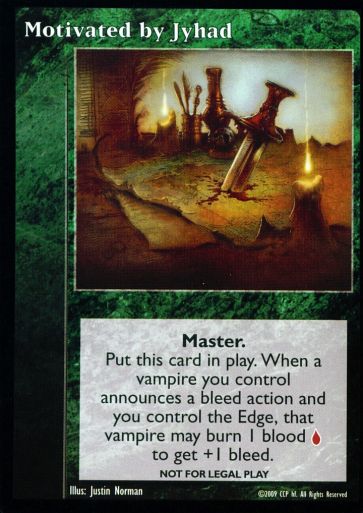 Motivated by Jyhad
Master.
Put this card in play. When a
vampire you control
announces a bleed action and
you control the Edge, that
vampire may burn 1 blood
to get +1 bleed.
NOT FOR LEGAL PLAY
Illus: Justin Norman
©2009 CCP hf. All Rights Reserved